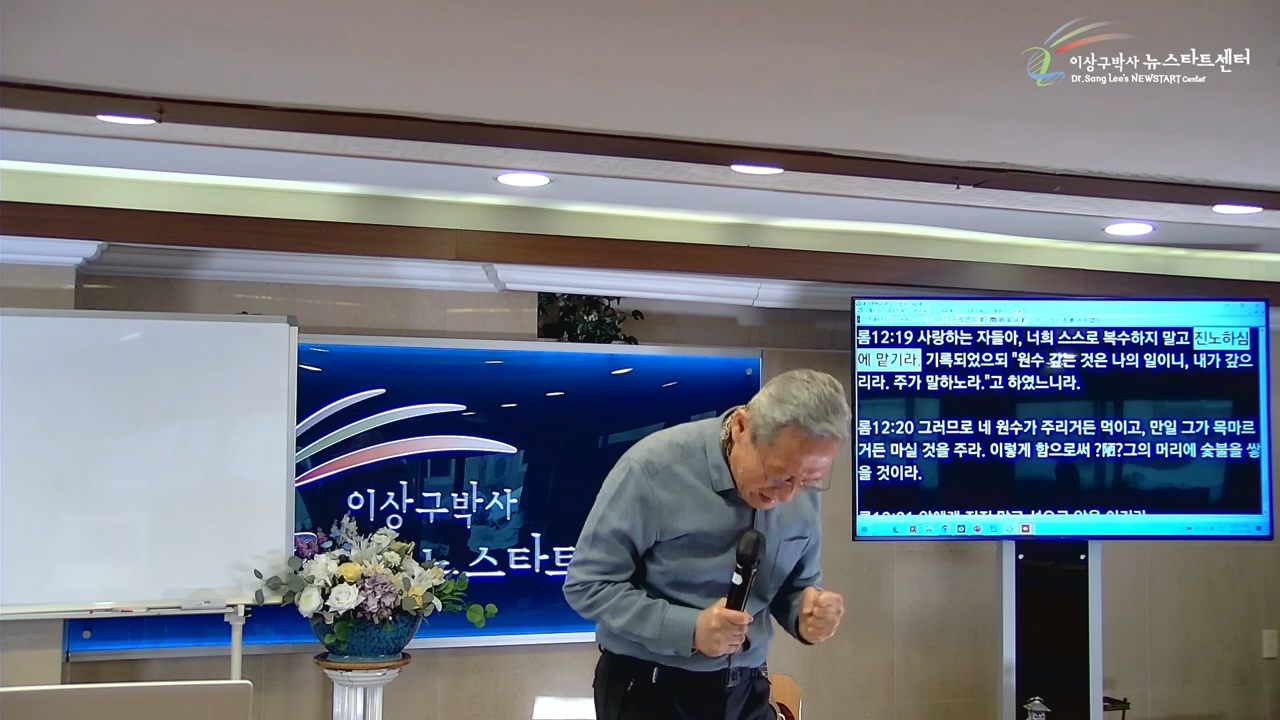 이상구박사 뉴스타트센터
Dr. Sang Lee's NEWSTART Center
롬12:19 사랑하는 자들아, 너희 스스로 복수하지 말고 진노하심
에 맡기라. 기록되었으되 "원수 갚는 것은 나의 일이니, 내가 갚으
리라. 주가 말하노라."고 하였느니라.
롬12:20 그러므로 네 원수가 주리거든 먹이고, 만일 그가 목마르
거든 마실 것을 주라. 이렇게 함으로써 ?陋?그의 머리에 숯불을 쌓
을 것이라.
이상구박사
스타트